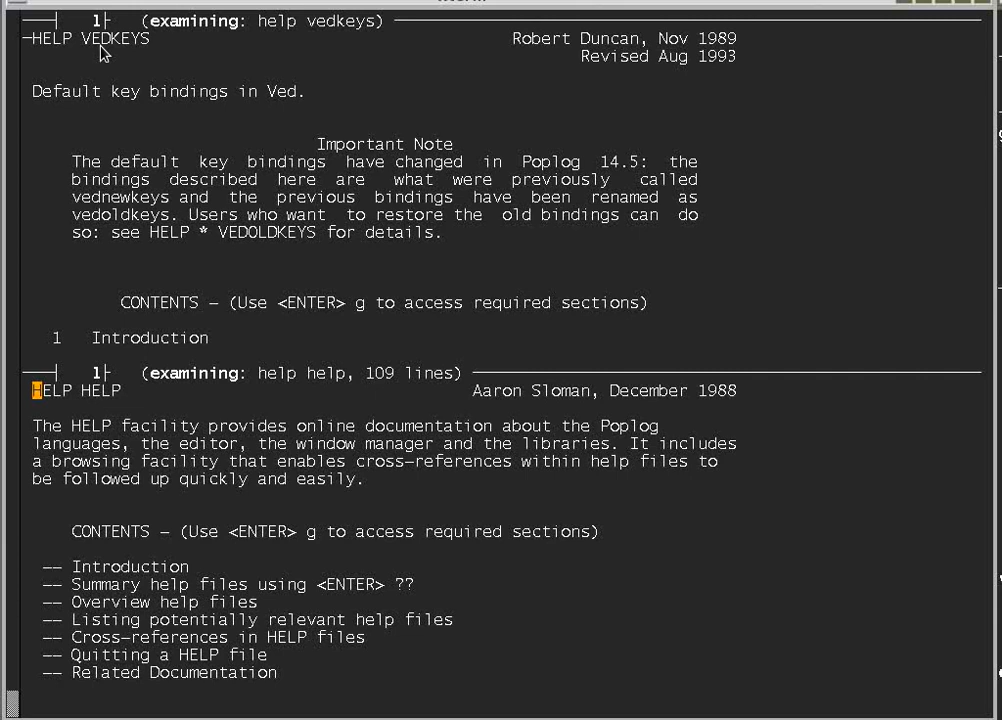 1 (examining: help vedkeys)
HELP VEDKEYS Robert Duncan, Nov 1989
Revised Aug 1993
Default key bindings in Ved.
Important Note
The default key bindings have changed in Poplog 14.5: the
bindings described here are what were previously called
vednewkeys and the previous bindings have been renamed as
vedoldkeys. Users who want to restore the old bindings can do
so: see HELP * VEDOLDKEYS for details.
CONTENTS - (Use <ENTER> g to access required sections)
1 Introduction
1 (examining: help help, 109 lines)
HELP HELP Aaron Sloman, December 1988
The HELP facility provides online documentation about the Poplog
languages, the editor, the window manager and the libraries. It includes
a browsing facility that enables cross-references within help files to
be followed up quickly and easily.
CONTENTS - (Use <ENTER> g to access required sections)
-- Introduction
-- Summary help files using <ENTER> ??
-- Overview help files
-- Listing potentially relevant help files
-- Cross-references in HELP files
-- Quitting a HELP file
-- Related Documentation